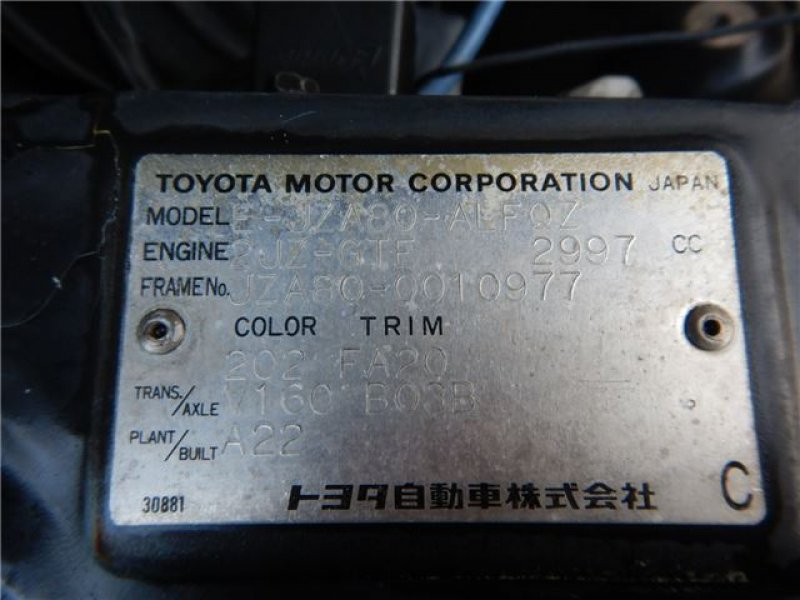 TOYOTA MOTOR CORPORATION JAPAN
MODEL E-JZA80-ALFQZ
ENGINE 2JZ-GTE 2997 CC
FRAME No. JZA80-0010977
COLOR TRIM
202 FA20
TRANS./AXLE V160 B03B
PLANT/BUILT A22
30881 トヨタ自動車株式会社 C